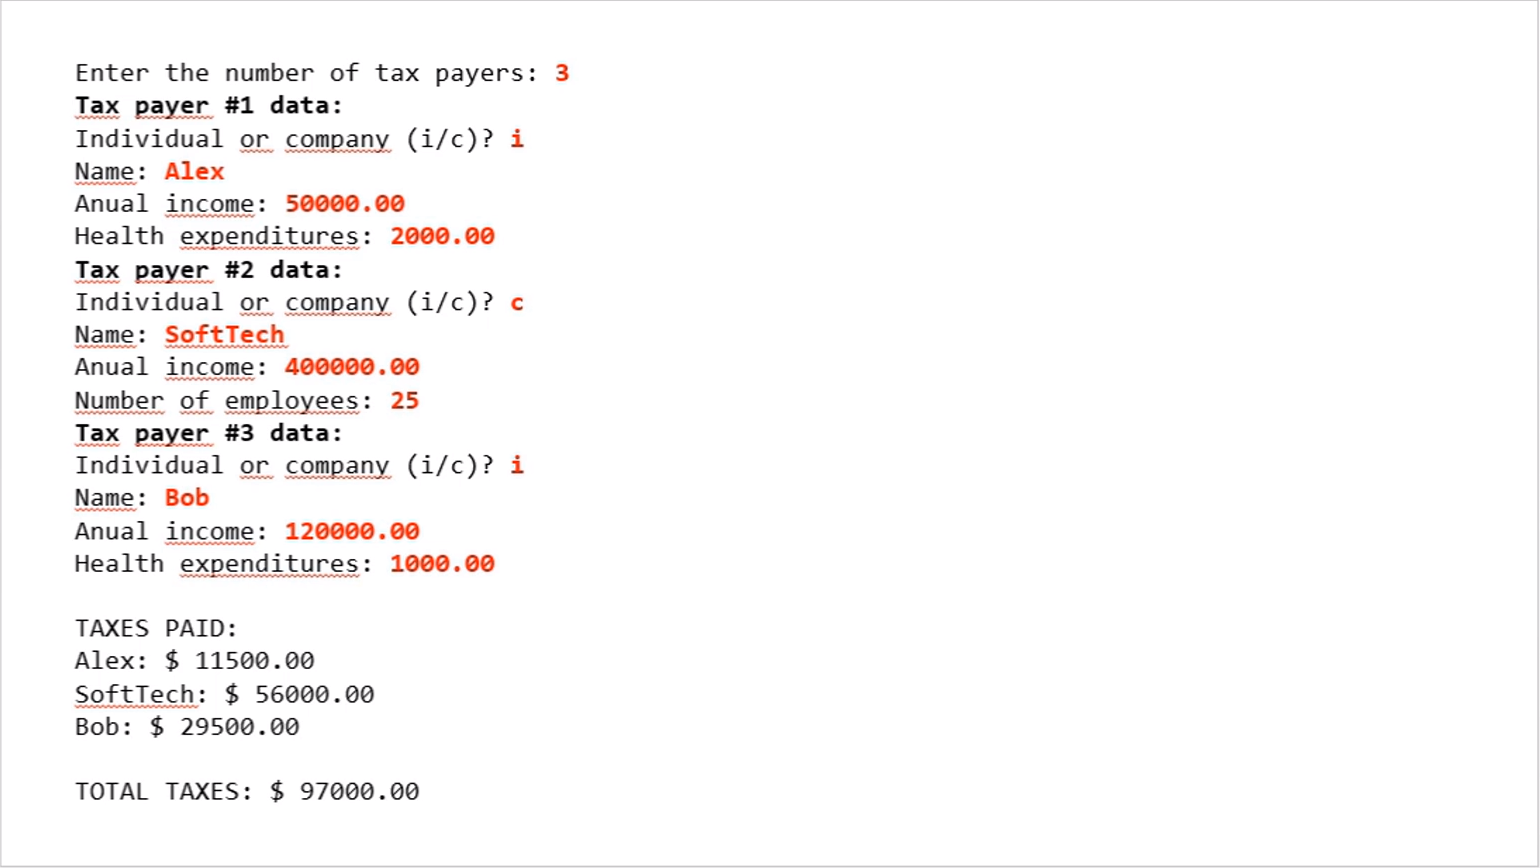 Enter the number of tax payers: 3
Tax payer #1 data:
Individual or company (i/c)? i
Name: Alex
Anual income: 50000.00
Health expenditures: 2000.00
Tax payer #2 data:
Individual or company (i/c)? c
Name: SoftTech
Anual income: 400000.00
Number of employees: 25
Tax payer #3 data:
Individual or company (i/c)? i
Name: Bob
Anual income: 120000.00
Health expenditures: 1000.00
TAXES PAID:
Alex: $ 11500.00
SoftTech: $ 56000.00
Bob: $ 29500.00
TOTAL TAXES: $ 97000.00